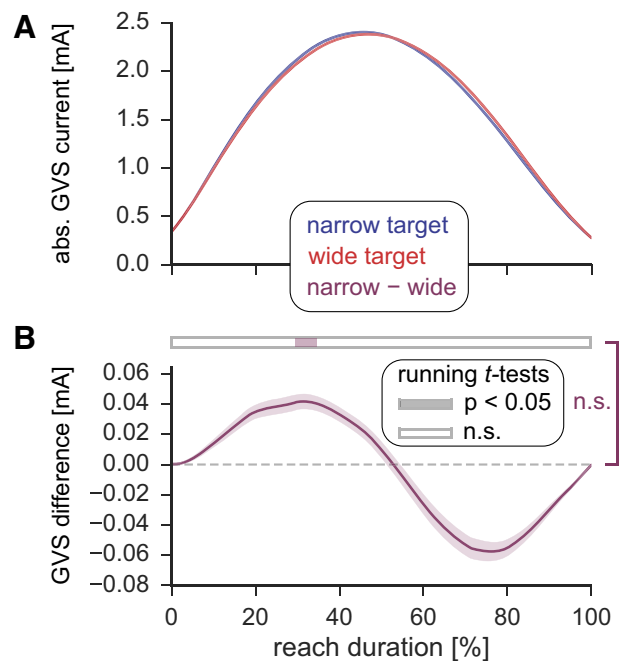 A
abs. GVS current [mA]
2.5
2.0
1.5
1.0
0.5
0.0
narrow target
wide target
narrow − wide
B
GVS difference [mA]
0.06
0.04
0.02
0.00
−0.02
−0.04
−0.06
−0.08
running t-tests
p < 0.05
n.s.
n.s.
0 20 40 60 80 100
reach duration [%]